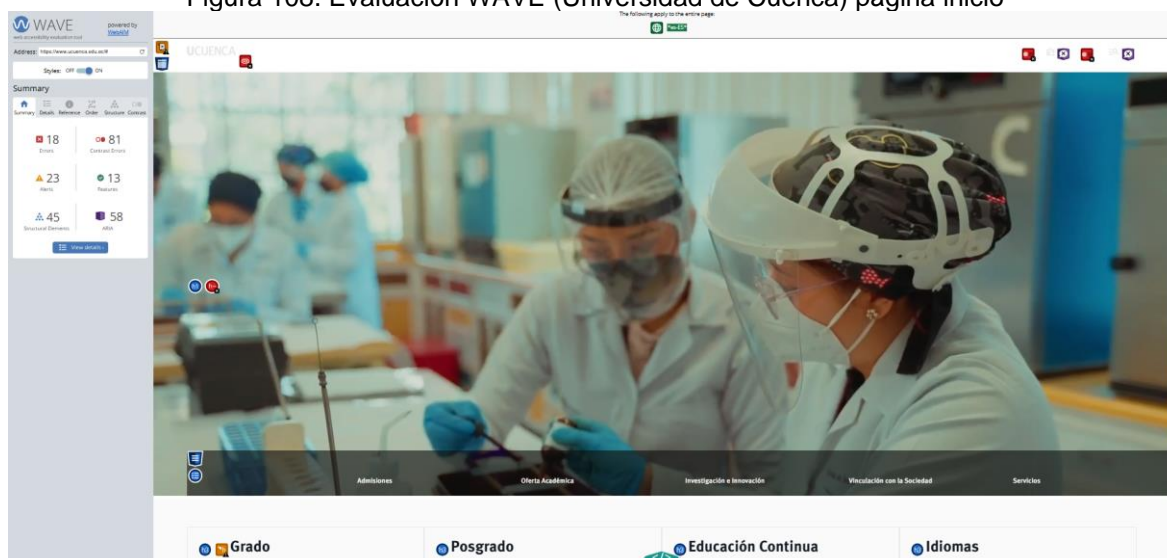 Figura 108: Evaluación WAVE (Universidad de Cuenca) página inicio
The following apply to the entire page:
WAVE
web accessibility evaluation tool
powered by
WebAIM
Address: https://www.ucuenca.edu.ec/#
Styles: OFF ON
Summary
Summary Details Reference Order Structure Contrast
18 Errors
81 Contrast Errors
23 Alerts
13 Features
45 Structural Elements
58 ARIA
View details ›
UCUENCA
C
Admisiones
Oferta Académica
Investigación e Innovación
Vinculación con la Sociedad
Servicios
Grado
Posgrado
Educación Continua
Idiomas